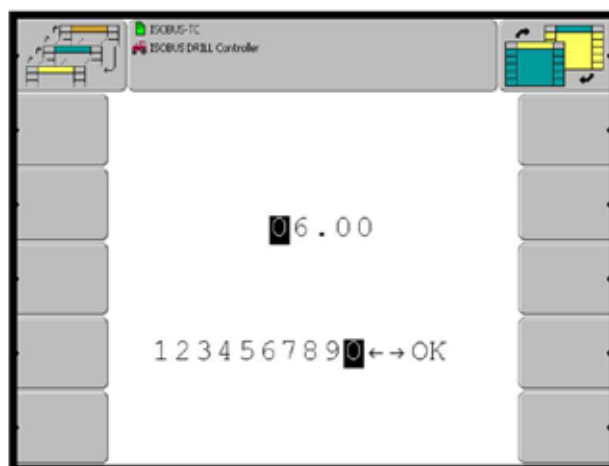 ISOBUS-TC
ISOBUS DRILL Controller
06.00
1234567890←→OK